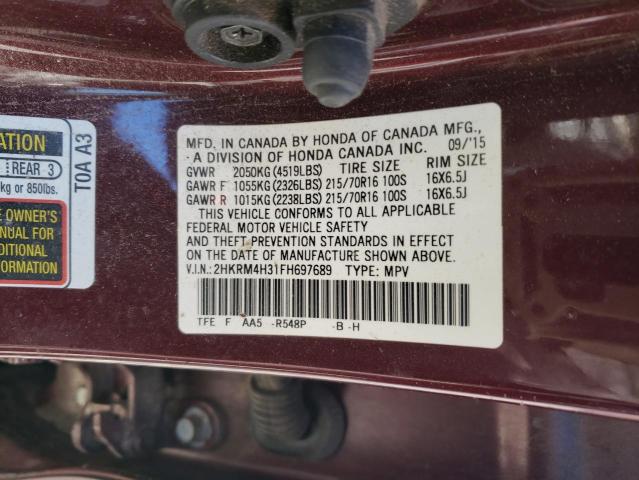 MFD. IN CANADA BY HONDA OF CANADA MFG.,
- A DIVISION OF HONDA CANADA INC. 09/'15
GVWR 2050KG(4519LBS) TIRE SIZE RIM SIZE
GAWR F 1055KG(2326LBS) 215/70R16 100S 16X6.5J
GAWR R 1015KG(2238LBS) 215/70R16 100S 16X6.5J
THIS VEHICLE CONFORMS TO ALL APPLICABLE
FEDERAL MOTOR VEHICLE SAFETY
AND THEFT PREVENTION STANDARDS IN EFFECT
ON THE DATE OF MANUFACTURE SHOWN ABOVE.
V.I.N.: 2HKRM4H31FH697689 TYPE: MPV
TFE F AA5 -R548P -B -H
REAR 3
kg or 850lbs.
OWNER'S
MANUAL FOR
INFORMATION
T0A A3